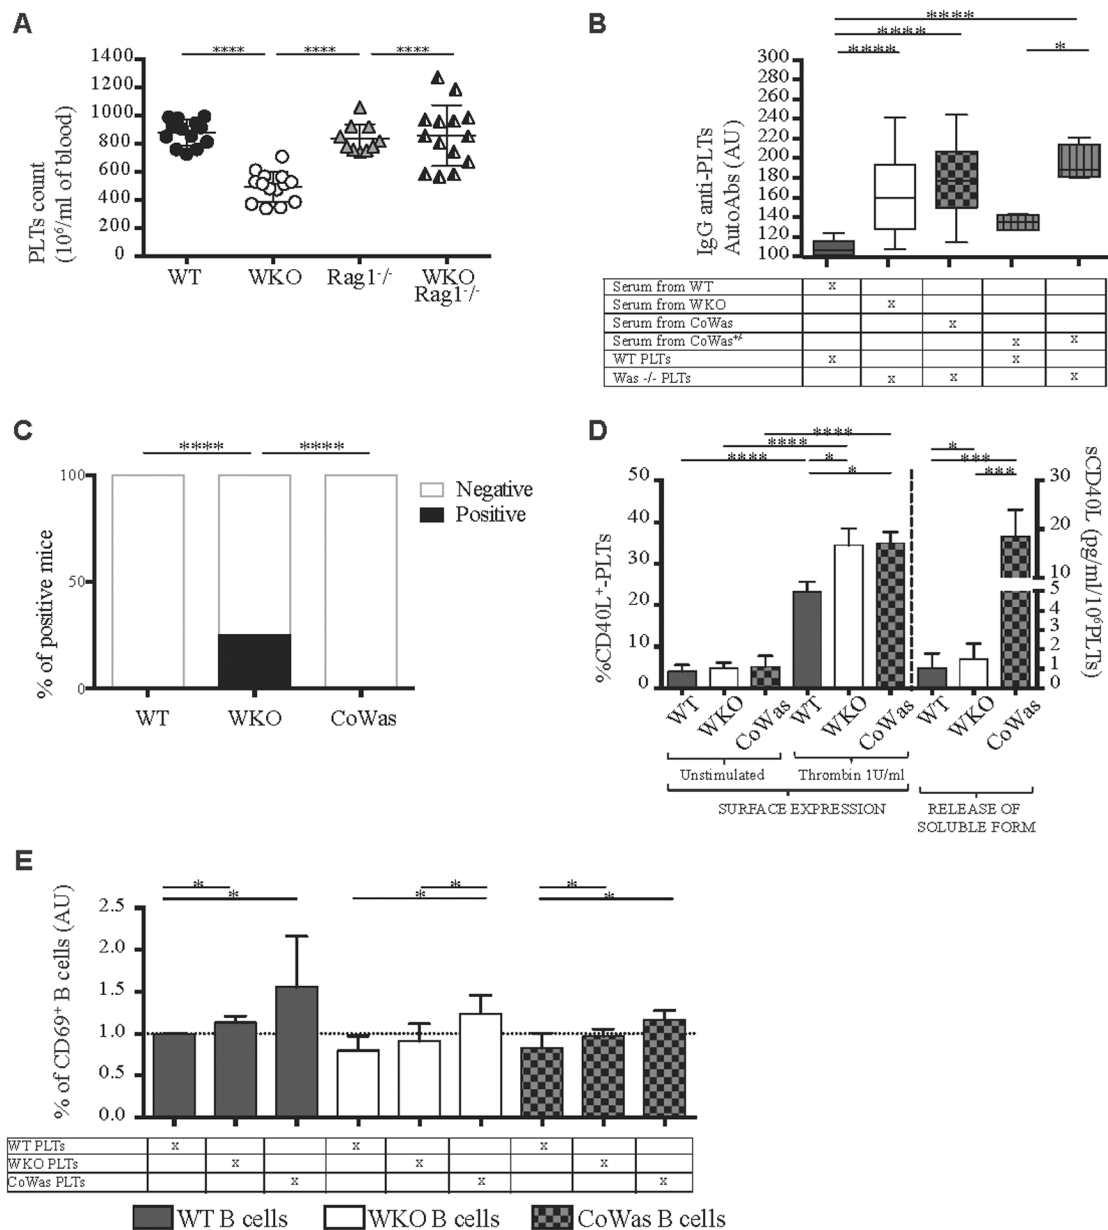 A
PLTs count
(10⁶/ml of blood)
1400
1200
1000
800
600
400
200
0
****
****
****
WT
WKO
Rag1⁻/⁻
WKO
Rag1⁻/⁻
B
IgG anti-PLTs
AutoAbs (AU)
300
280
260
240
220
200
180
160
140
120
100
****
****
****
*
Serum from WT x
Serum from WKO x
Serum from CoWas x
Serum from CoWas⁺/⁻ x x
WT PLTs x x
Was -/- PLTs x x x
C
% of positive mice
100
50
0
****
****
Negative
Positive
WT
WKO
CoWas
D
%CD40L⁺-PLTs
50
40
30
20
10
0
****
****
****
*
*
*
***
***
sCD40L (pg/ml/10⁶PLTs)
30
20
10
5
4
3
2
1
0
WT
WKO
CoWas
WT
WKO
CoWas
WT
WKO
CoWas
Unstimulated
Thrombin 1U/ml
SURFACE EXPRESSION
RELEASE OF
SOLUBLE FORM
E
% of CD69⁺ B cells (AU)
2.5
2.0
1.5
1.0
0.5
0.0
*
*
*
*
*
*
WT PLTs x x x
WKO PLTs x x x
CoWas PLTs x x x
WT B cells
WKO B cells
CoWas B cells